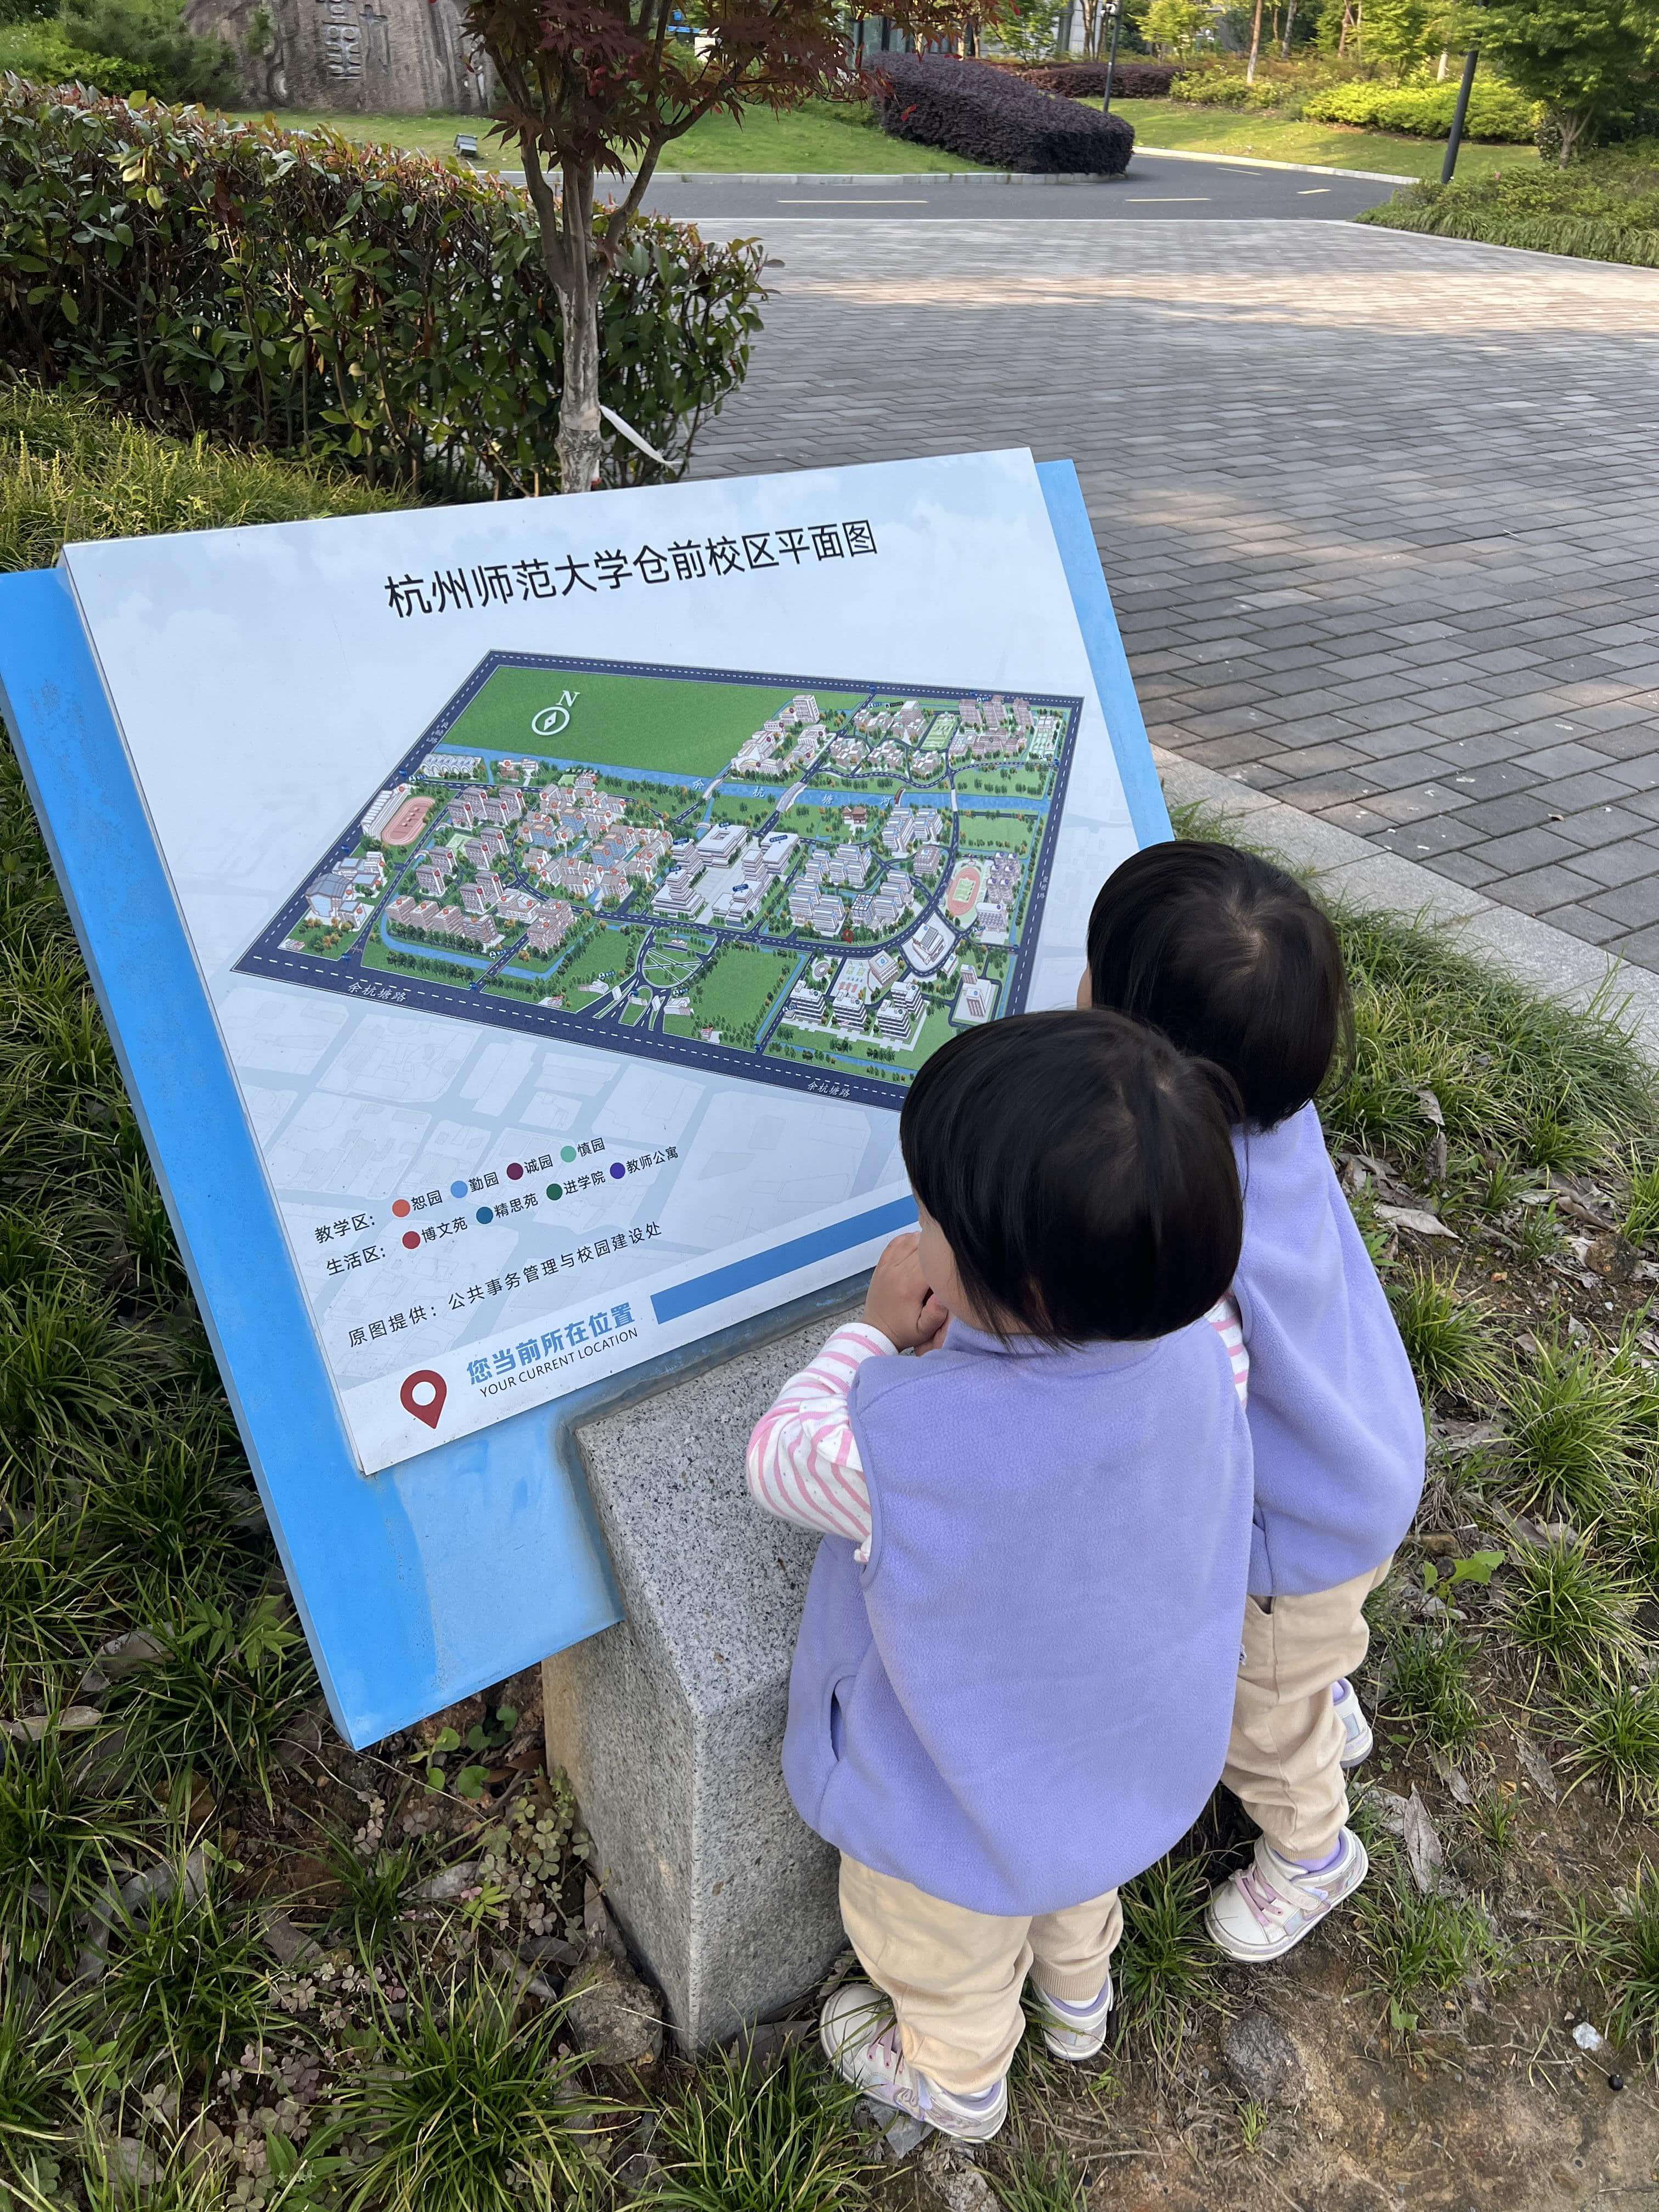 杭州师范大学仓前校区平面图
N
余 杭 塘 河
余杭塘路
余杭塘路
教学区: 恕园 勤园 诚园 慎园
生活区: 博文苑 精思苑 进学院 教师公寓
原图提供：公共事务管理与校园建设处
您当前所在位置
YOUR CURRENT LOCATION